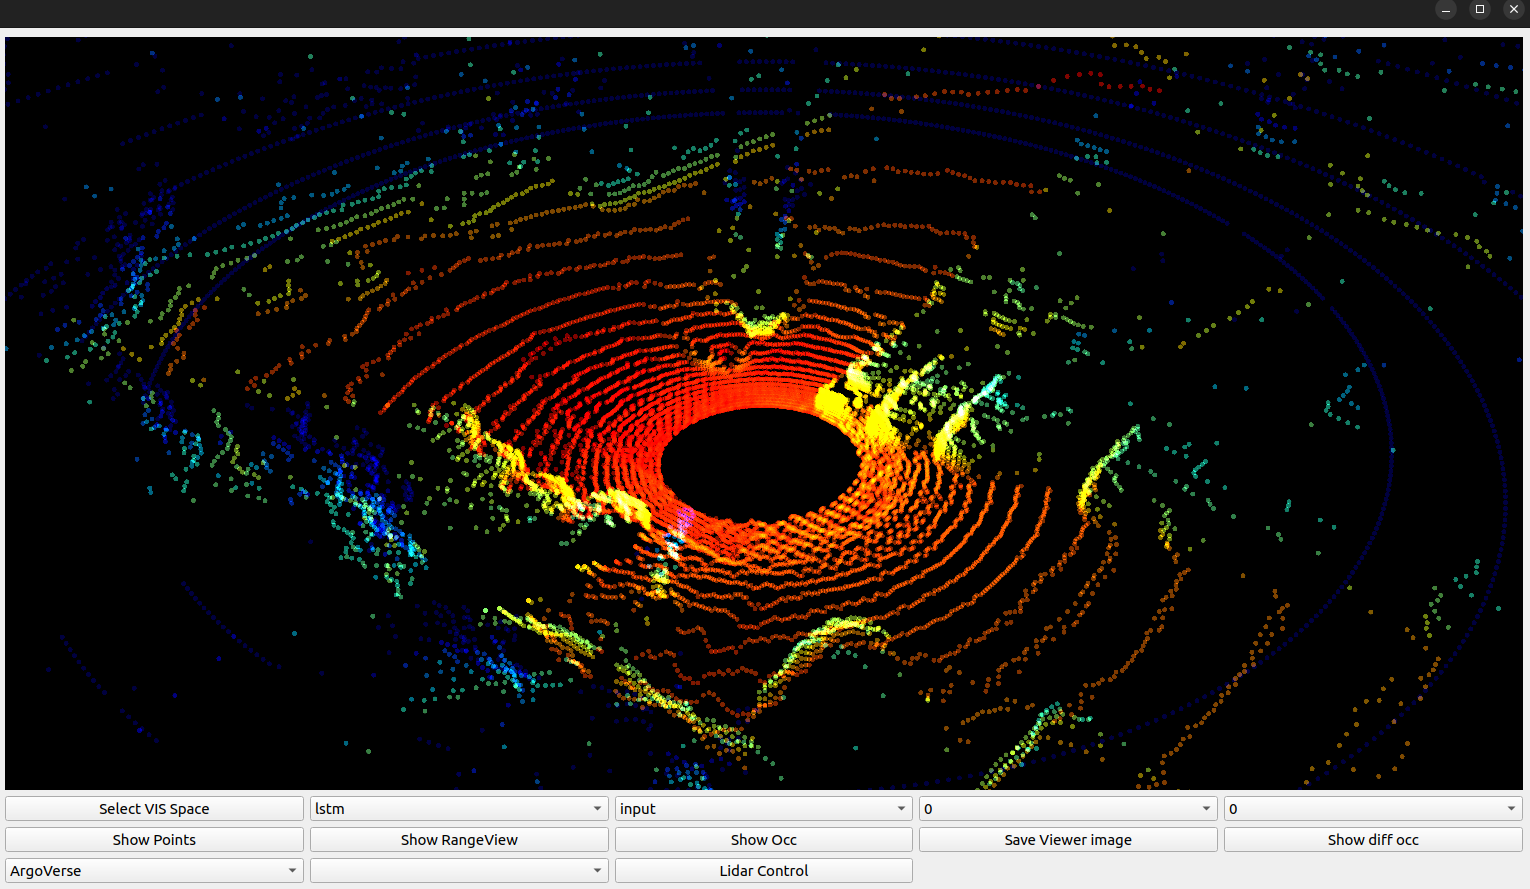 Select VIS Space lstm input 0 0
Show Points Show RangeView Show Occ Save Viewer image Show diff occ
ArgoVerse Lidar Control